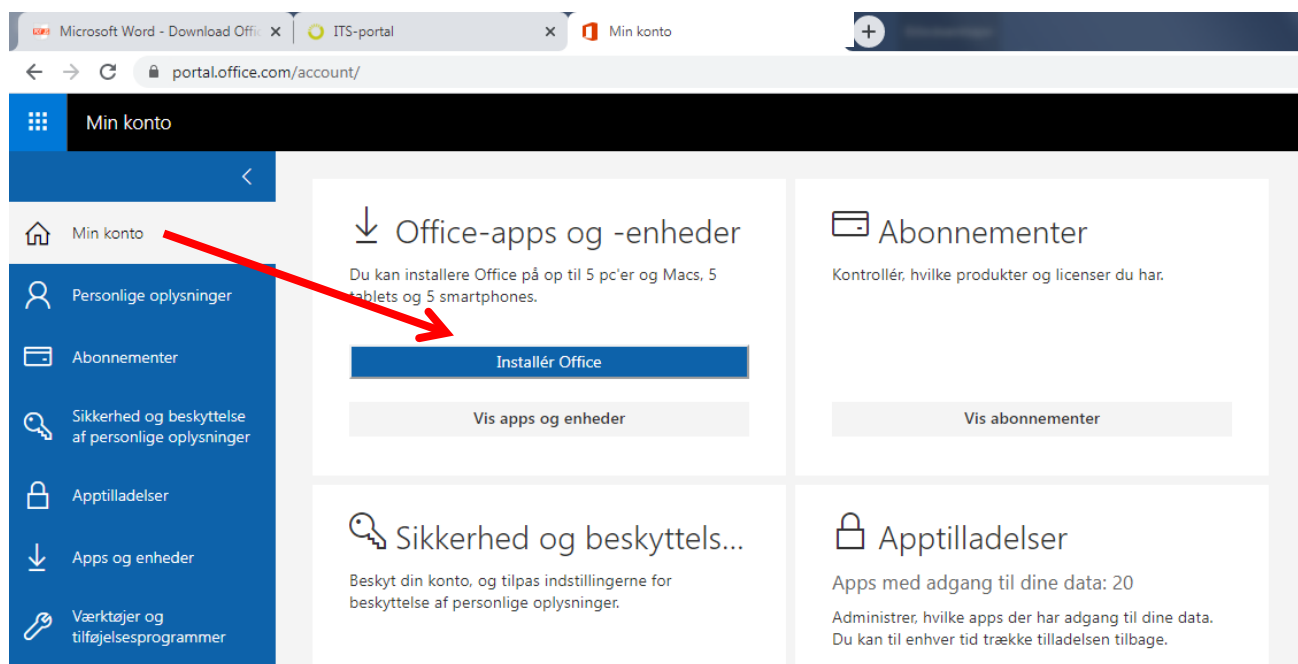 Microsoft Word - Download Offic
ITS-portal
Min konto
portal.office.com/account/
Min konto
Min konto
Personlige oplysninger
Abonnementer
Sikkerhed og beskyttelse
af personlige oplysninger
Apptilladelser
Apps og enheder
Værktøjer og
tilføjelsesprogrammer
Office-apps og -enheder
Du kan installere Office på op til 5 pc'er og Macs, 5
tablets og 5 smartphones.
Installér Office
Vis apps og enheder
Abonnementer
Kontrollér, hvilke produkter og licenser du har.
Vis abonnementer
Sikkerhed og beskyttels...
Beskyt din konto, og tilpas indstillingerne for
beskyttelse af personlige oplysninger.
Apptilladelser
Apps med adgang til dine data: 20
Administrer, hvilke apps der har adgang til dine data.
Du kan til enhver tid trække tilladelsen tilbage.